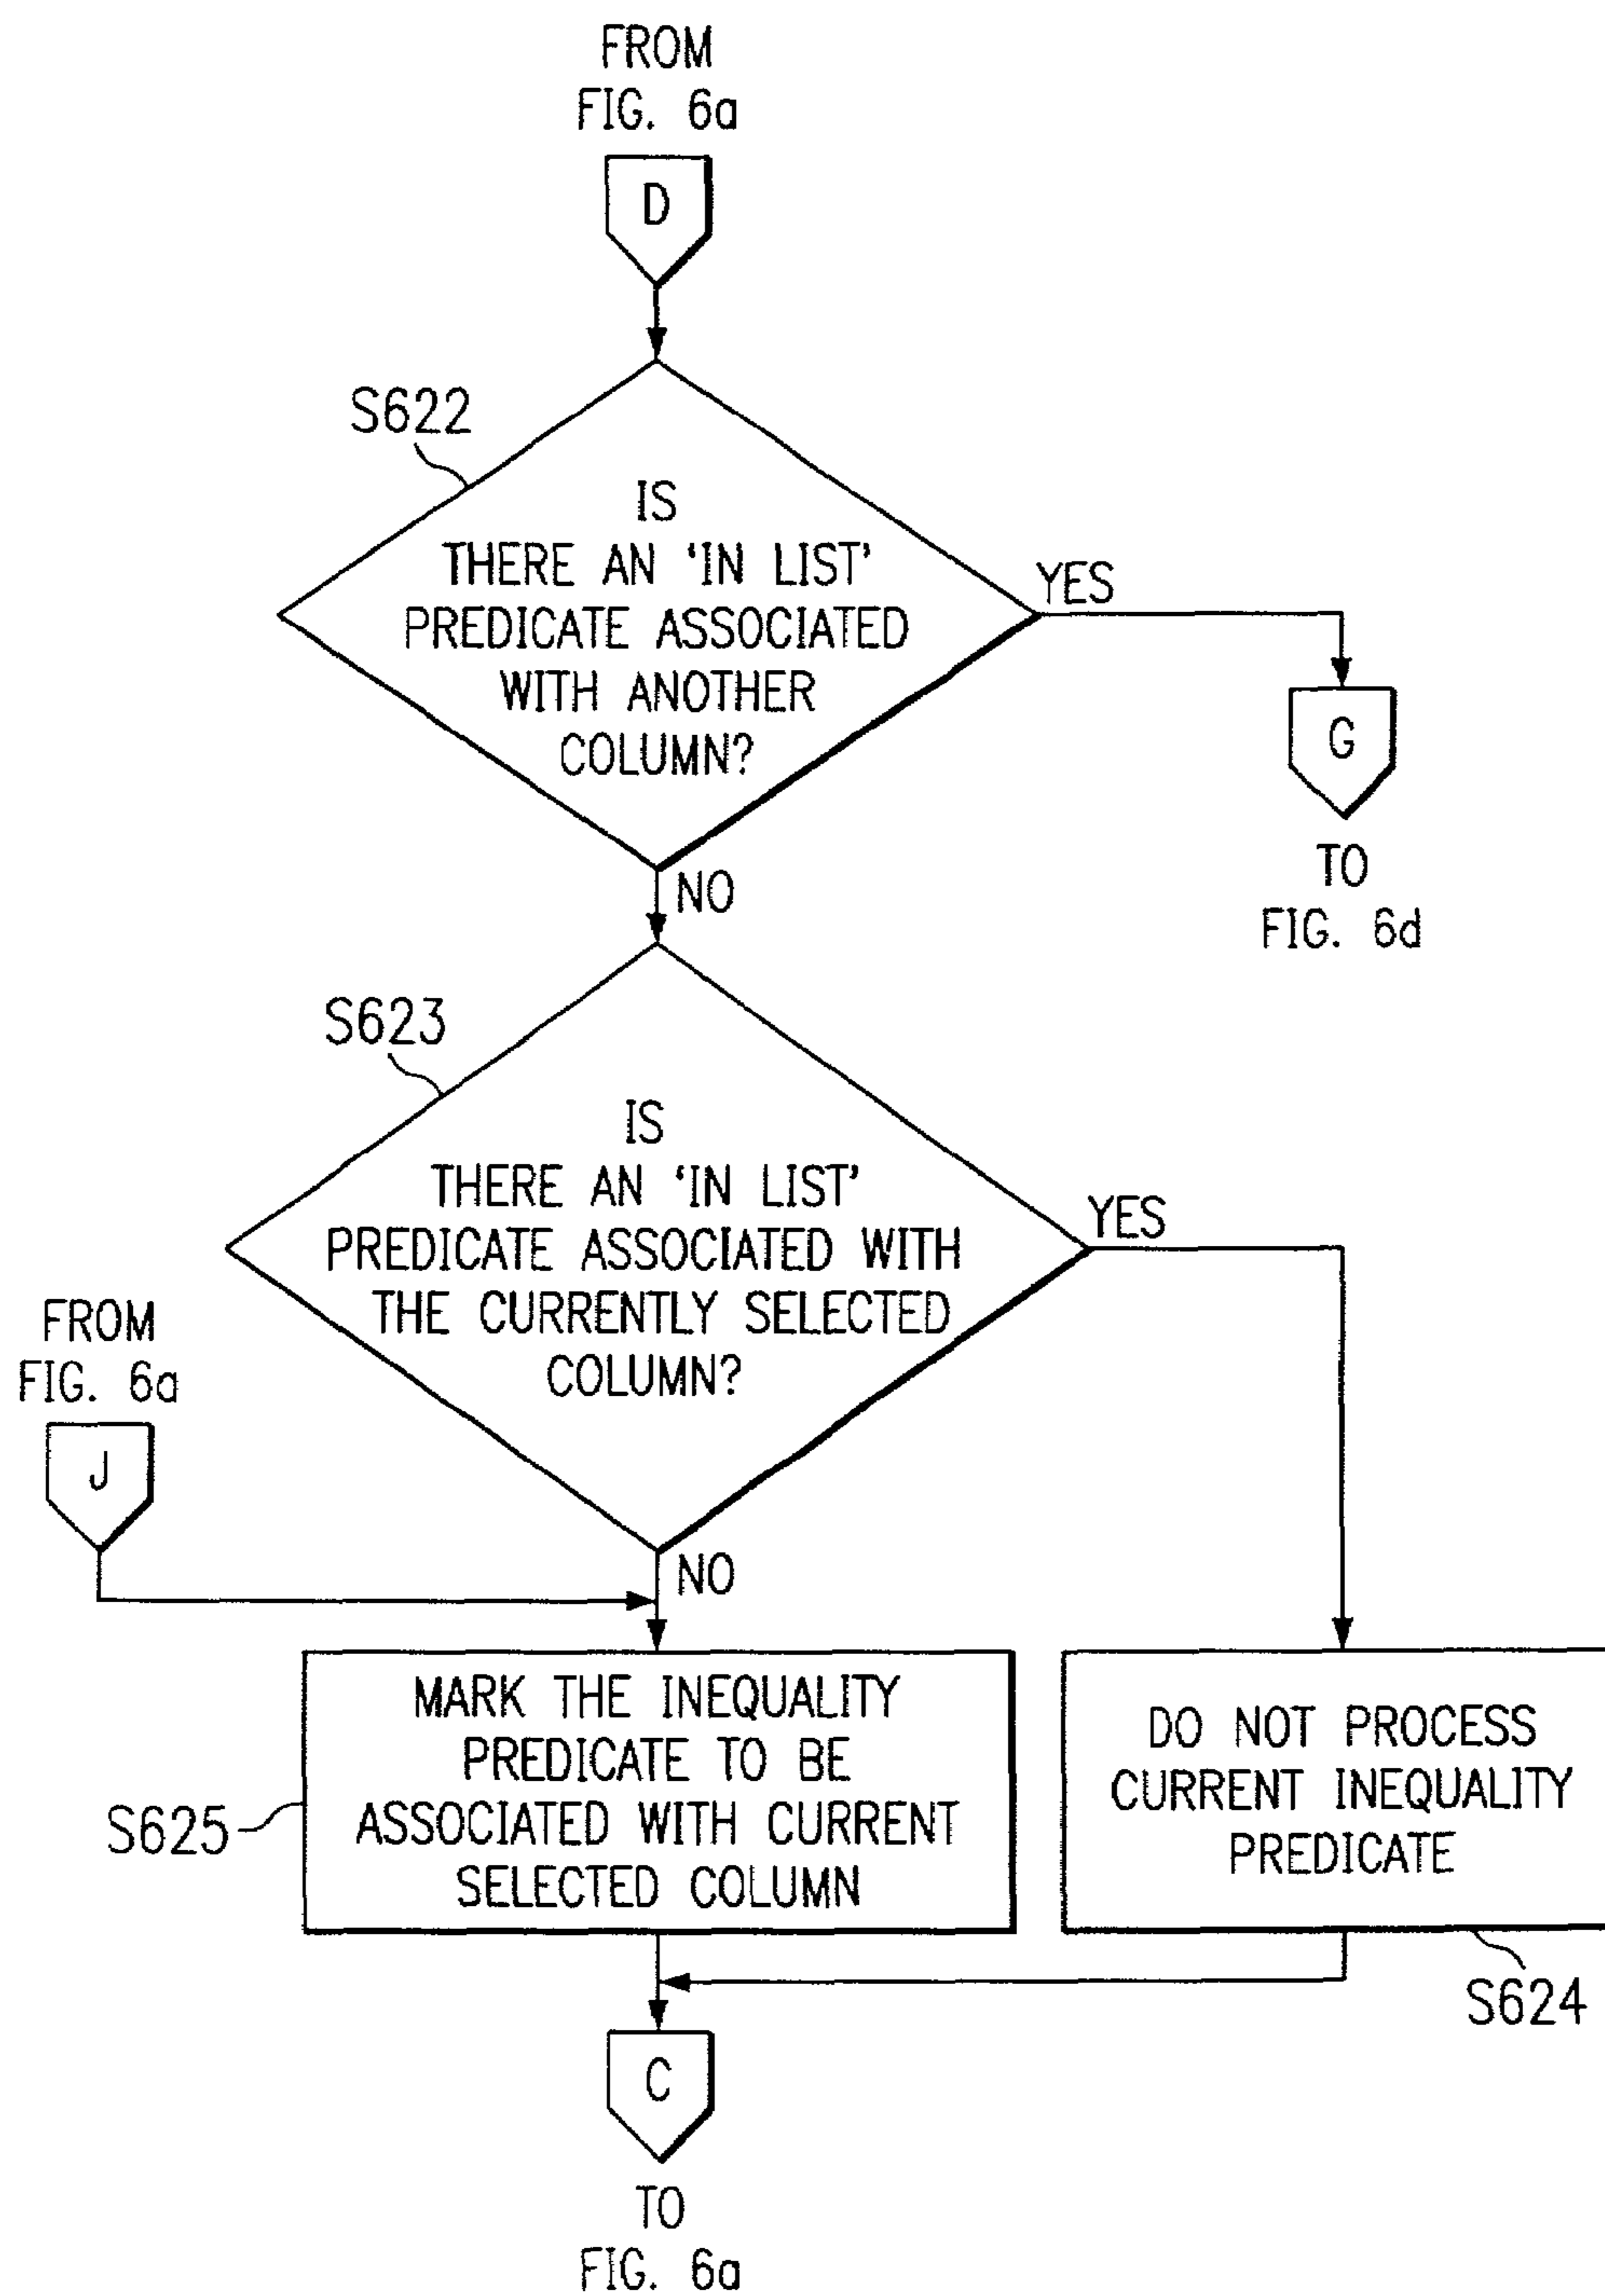 FROM
FIG. 6a
D
S622
IS
THERE AN ‘IN LIST’
PREDICATE ASSOCIATED
WITH ANOTHER
COLUMN?
YES
G
TO
FIG. 6d
NO
S623
IS
THERE AN ‘IN LIST’
PREDICATE ASSOCIATED WITH
THE CURRENTLY SELECTED
COLUMN?
YES
FROM
FIG. 6a
J
NO
MARK THE INEQUALITY
PREDICATE TO BE
ASSOCIATED WITH CURRENT
SELECTED COLUMN
S625
DO NOT PROCESS
CURRENT INEQUALITY
PREDICATE
S624
C
TO
FIG. 6a